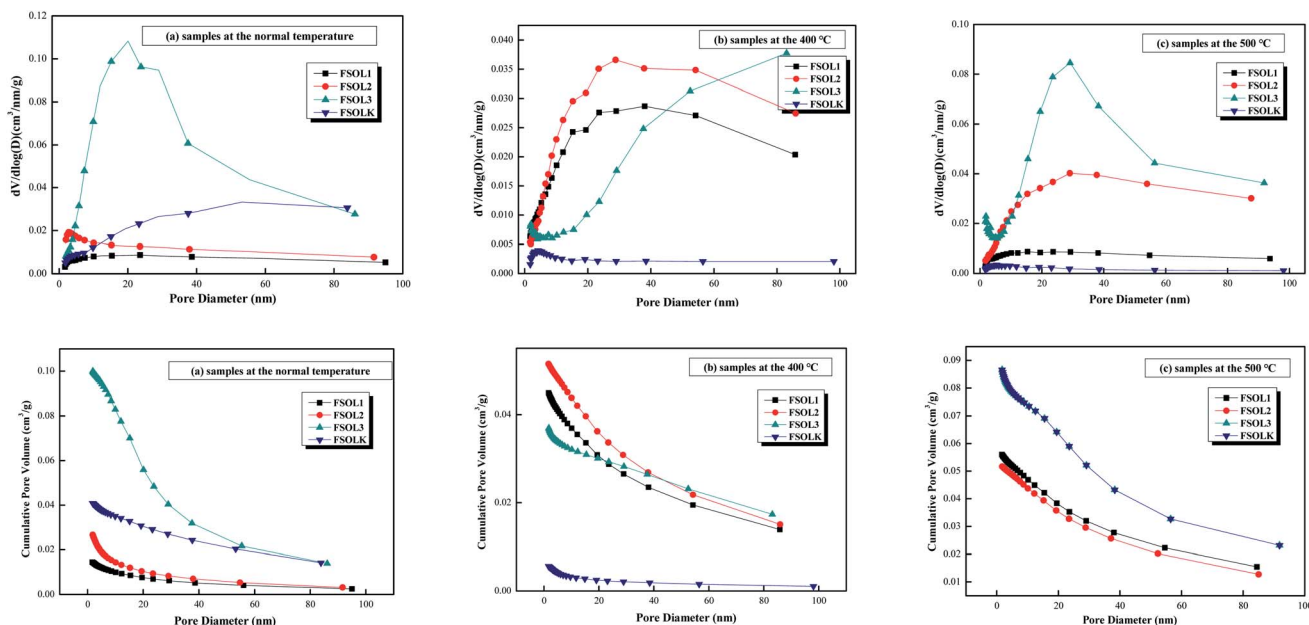 (a) samples at the normal temperature
FSOL1
FSOL2
FSOL3
FSOLK
dV/dlog(D)(cm³/nm/g)
0.12
0.10
0.08
0.06
0.04
0.02
0.00
0 20 40 60 80 100
Pore Diameter (nm)
(b) samples at the 400 °C
FSOL1
FSOL2
FSOL3
FSOLK
dV/dlog(D)(cm³/nm/g)
0.040
0.035
0.030
0.025
0.020
0.015
0.010
0.005
0.000
0 20 40 60 80 100
Pore Diameter (nm)
(c) samples at the 500 °C
FSOL1
FSOL2
FSOL3
FSOLK
dV/dlog(D)(cm³/nm/g)
0.10
0.08
0.06
0.04
0.02
0.00
0 20 40 60 80 100
Pore Diameter (nm)
(a) samples at the normal temperature
FSOL1
FSOL2
FSOL3
FSOLK
Cumulative Pore Volume (cm³/g)
0.10
0.08
0.06
0.04
0.02
0.00
0 20 40 60 80 100
Pore Diameter (nm)
(b) samples at the 400 °C
FSOL1
FSOL2
FSOL3
FSOLK
Cumulative Pore Volume (cm³/g)
0.04
0.02
0.00
0 20 40 60 80 100
Pore Diameter (nm)
(c) samples at the 500 °C
FSOL1
FSOL2
FSOL3
FSOLK
Cumulative Pore Volume (cm³/g)
0.09
0.08
0.07
0.06
0.05
0.04
0.03
0.02
0.01
0 20 40 60 80 100
Pore Diameter (nm)